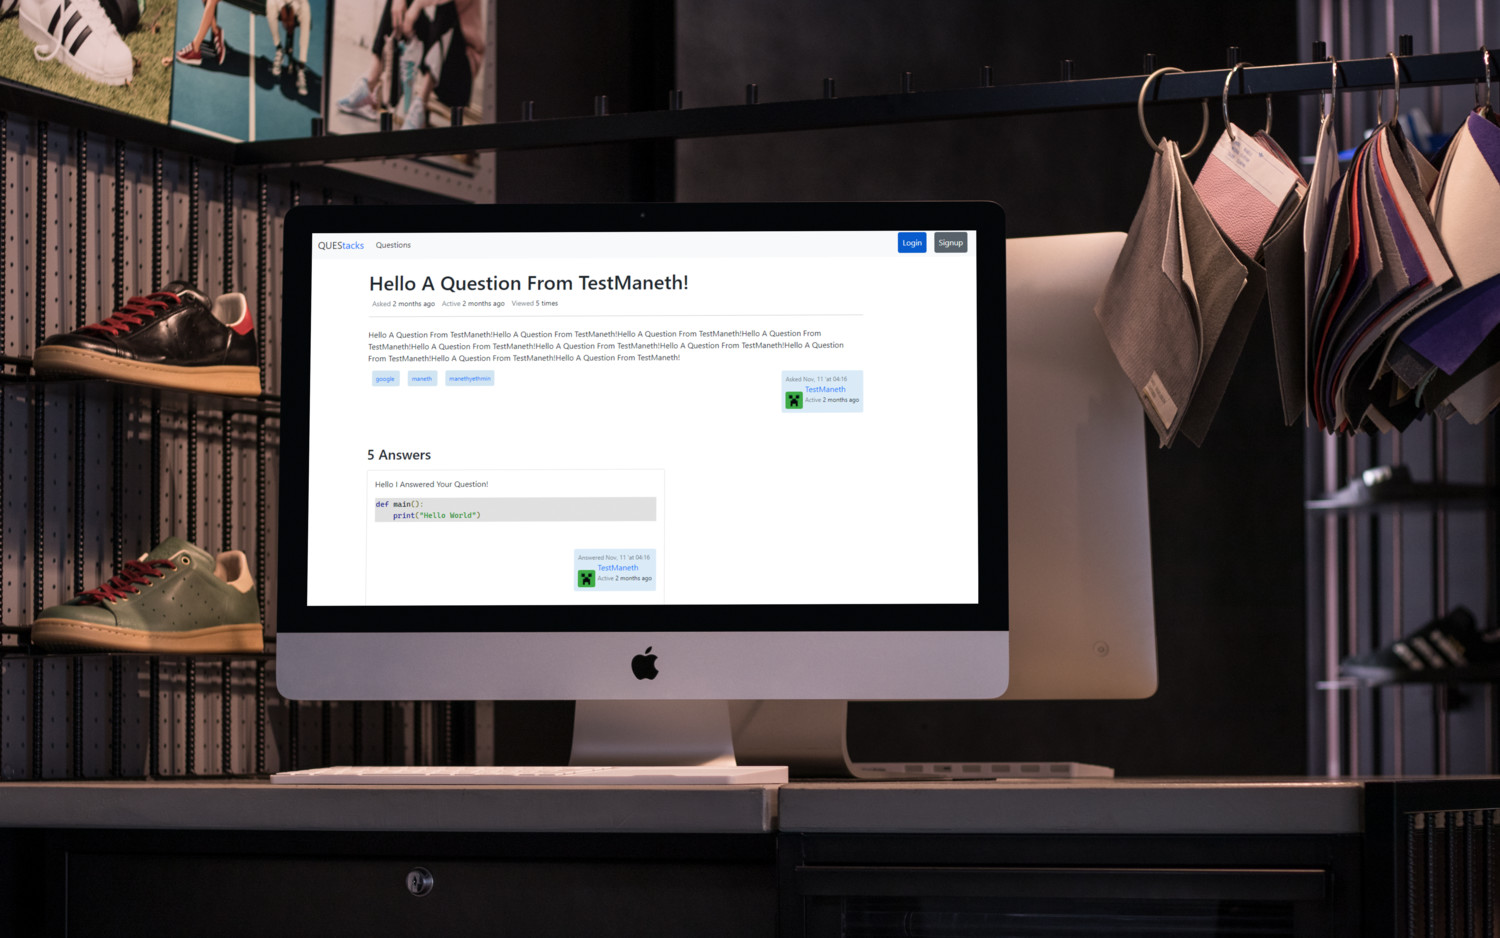 QUEStacks Questions Login Signup
Hello A Question From TestManeth!
Asked 2 months ago Active 2 months ago Viewed 5 times
Hello A Question From TestManeth!Hello A Question From TestManeth!Hello A Question From TestManeth!Hello A Question From
TestManeth!Hello A Question From TestManeth!Hello A Question From TestManeth!Hello A Question From TestManeth!Hello A Question
From TestManeth!Hello A Question From TestManeth!Hello A Question From TestManeth!
google maneth manethyethmin
Asked Nov, 11 'at 04:16
TestManeth
Active 2 months ago
5 Answers
Hello I Answered Your Question!
def main():
print("Hello World")
Answered Nov, 11 'at 04:16
TestManeth
Active 2 months ago